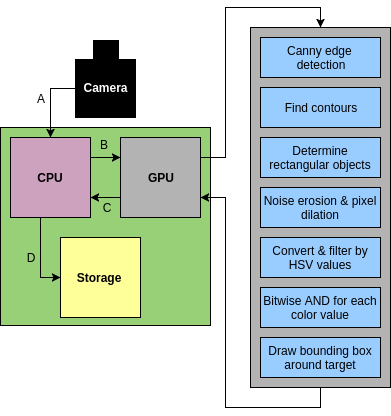 Camera
A
B
C
D
CPU
GPU
Storage
Canny edge
detection
Find contours
Determine
rectangular objects
Noise erosion & pixel
dilation
Convert & filter by
HSV values
Bitwise AND for each
color value
Draw bounding box
around target